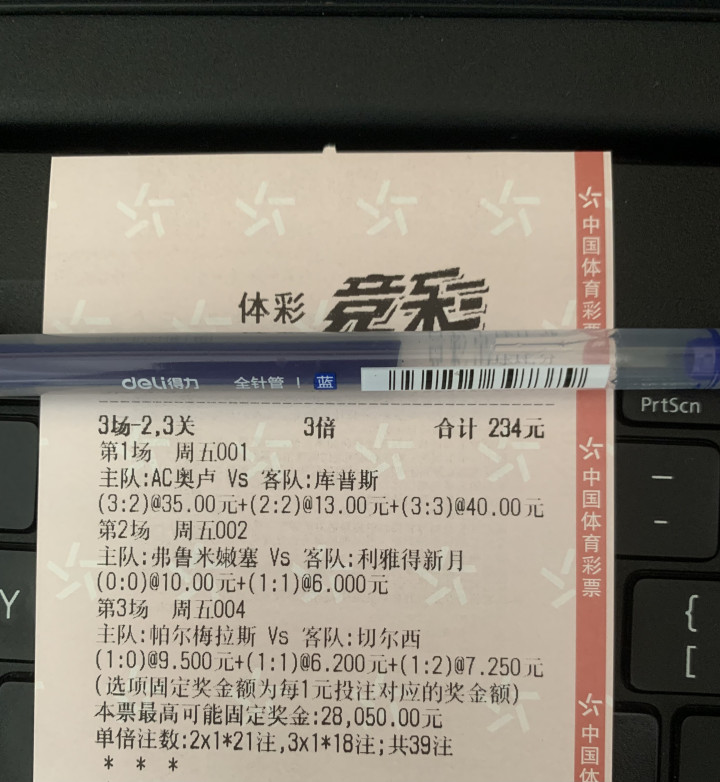 体彩 竞彩
deli得力 全针管 | 蓝
3场-2,3关 3倍 合计 234元
第1场 周五001
主队:AC奥卢 Vs 客队:库普斯
(3:2)@35.00元+(2:2)@13.00元+(3:3)@40.00元
第2场 周五002
主队:弗鲁米嫩塞 Vs 客队:利雅得新月
(0:0)@10.00元+(1:1)@6.000元
第3场 周五004
主队:帕尔梅拉斯 Vs 客队:切尔西
(1:0)@9.500元+(1:1)@6.200元+(1:2)@7.250元
(选项固定奖金额为每1元投注对应的奖金额)
本票最高可能固定奖金:28,050.00元
单倍注数:2x1*21注,3x1*18注;共39注
* * *
中国体育彩票
中国体育彩票
中国体
PrtScn
Y
{
[